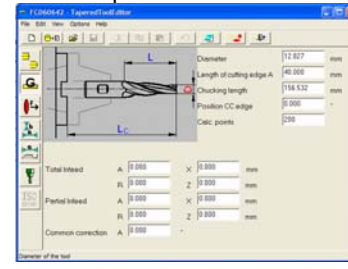 FC060642 - TaperedToolEditor
File Edit View Options Help
L
Lc
Diameter 12.827 mm
Length of cutting edge A 40.000 mm
Chucking length 156.532 mm
Position CC edge 0.000 °
Calc. points 200
Total Infeed A 0.000 X 0.000 mm
R 0.000 Z 0.000 mm
Partial Infeed A 0.000 X 0.000 mm
R 0.000 Z 0.000 mm
Common correction A 0.000 °
Diameter of the tool